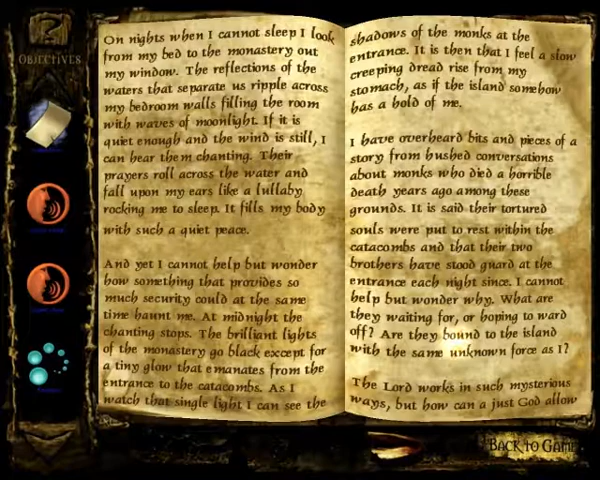 OBJECTIVES
On nights when I cannot sleep I look
from my bed to the monastery out
my window. The reflections of the
waters that separate us ripple across
my bedroom walls filling the room
with waves of moonlight. If it is
quiet enough and the wind is still, I
can hear them chanting. Their
prayers roll across the water and
fall upon my ears like a lullaby
rocking me to sleep. It fills my body
with such a quiet peace.
And yet I cannot help but wonder
how something that provides so
much security could at the same
time haunt me. At midnight the
chanting stops. The brilliant lights
of the monastery go black except for
a tiny glow that emanates from the
entrance to the catacombs. As I
watch that single light I can see the
shadows of the monks at the
entrance. It is then that I feel a slow
creeping dread rise from my
stomach, as if the island somehow
has a hold of me.
I have overheard bits and pieces of a
story from hushed conversations
about monks who died a horrible
death years ago among these
grounds. It is said their tortured
souls were put to rest within the
catacombs and that their two
brothers have stood guard at the
entrance each night since. I cannot
help but wonder why. What are
they waiting for, or hoping to ward
off? Are they bound to the island
with the same unknown force as I?
The Lord works in such mysterious
ways, but how can a just God allow
BACK TO GAME